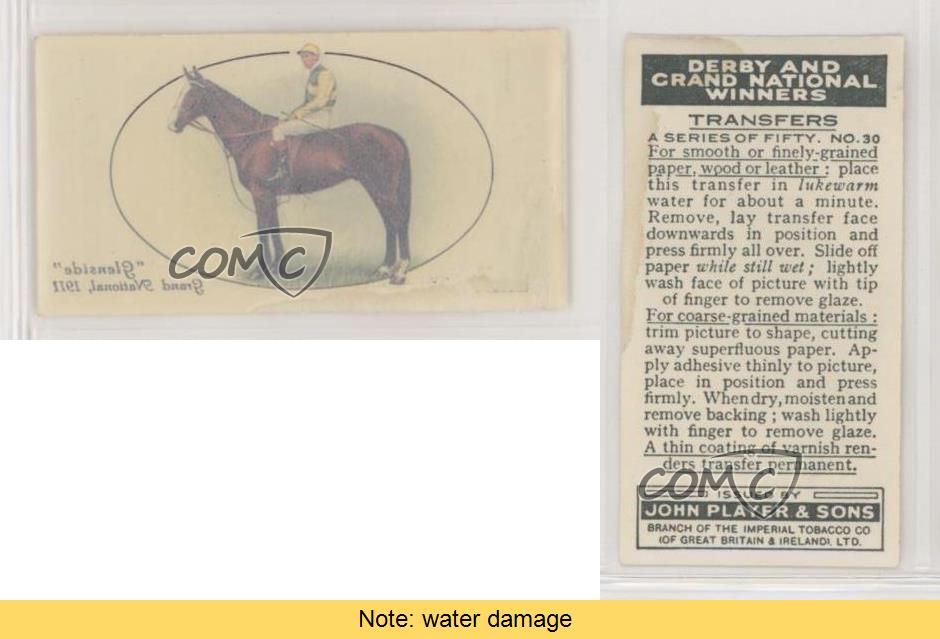 "Glenside"
Grand National, 1911
COMC
DERBY AND
GRAND NATIONAL
WINNERS
TRANSFERS
A SERIES OF FIFTY. NO.30
For smooth or finely-grained
paper, wood or leather: place
this transfer in lukewarm
water for about a minute.
Remove, lay transfer face
downwards in position and
press firmly all over. Slide off
paper while still wet; lightly
wash face of picture with tip
of finger to remove glaze.
For coarse-grained materials:
trim picture to shape, cutting
away superfluous paper. Ap-
ply adhesive thinly to picture,
place in position and press
firmly. When dry, moisten and
remove backing; wash lightly
with finger to remove glaze.
A thin coating of varnish ren-
ders transfer permanent.
COMC
ISSUED BY
JOHN PLAYER & SONS
BRANCH OF THE IMPERIAL TOBACCO CO
(OF GREAT BRITAIN & IRELAND), LTD.
Note: water damage